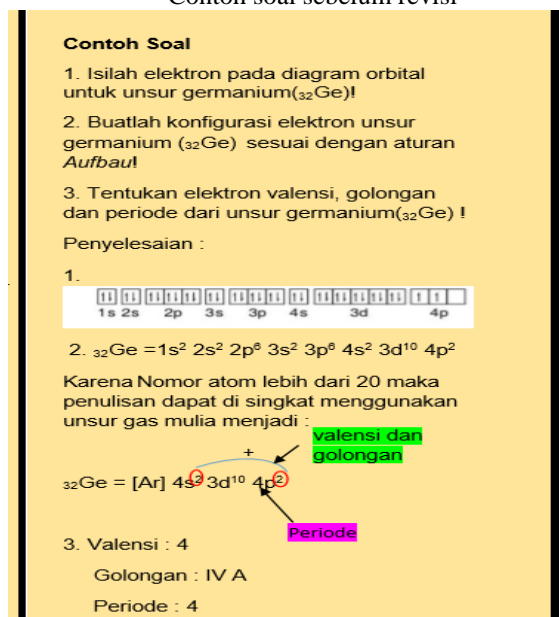 Contoh soal sebelum revisi
Contoh Soal
1. Isilah elektron pada diagram orbital
untuk unsur germanium(₃₂Ge)!
2. Buatlah konfigurasi elektron unsur
germanium (₃₂Ge) sesuai dengan aturan
Aufbau!
3. Tentukan elektron valensi, golongan
dan periode dari unsur germanium(₃₂Ge) !
Penyelesaian :
1.
⥮ ⥮ ⥮⥮⥮ ⥮ ⥮⥮⥮ ⥮ ⥮⥮⥮⥮⥮ ↿↿
1s 2s 2p 3s 3p 4s 3d 4p
2. ₃₂Ge =1s² 2s² 2p⁶ 3s² 3p⁶ 4s² 3d¹⁰ 4p²
Karena Nomor atom lebih dari 20 maka
penulisan dapat di singkat menggunakan
unsur gas mulia menjadi :
valensi dan
golongan
+
₃₂Ge = [Ar] 4s² 3d¹⁰ 4p²
Periode
3. Valensi : 4
Golongan : IV A
Periode : 4